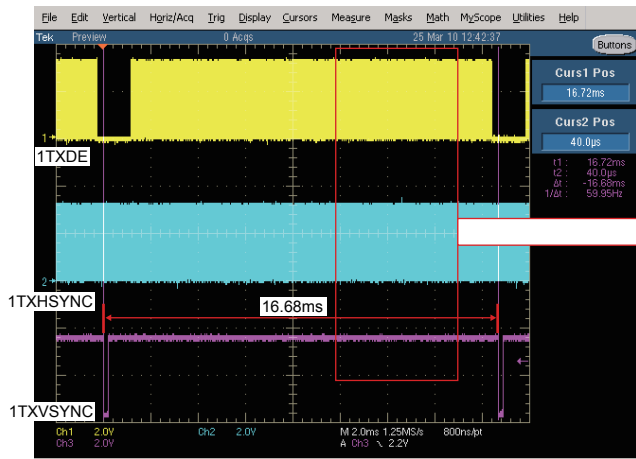 File Edit Vertical Horiz/Acq Trig Display Cursors Measure Masks Math MyScope Utilities Help
Tek Preview 0 Acqs 25 Mar 10 12:42:37
Buttons
Curs1 Pos
16.72ms
Curs2 Pos
40.0µs
t1 : 16.72ms
t2 : 40.0µs
Δt : -16.68ms
1/Δt : 59.95Hz
1
1TXDE
2
1TXHSYNC
16.68ms
1TXVSYNC
Ch1 2.0V Ch2 2.0V M 2.0ms 1.25MS/s 800ns/pt
Ch3 2.0V A Ch3 ↘ 2.2V